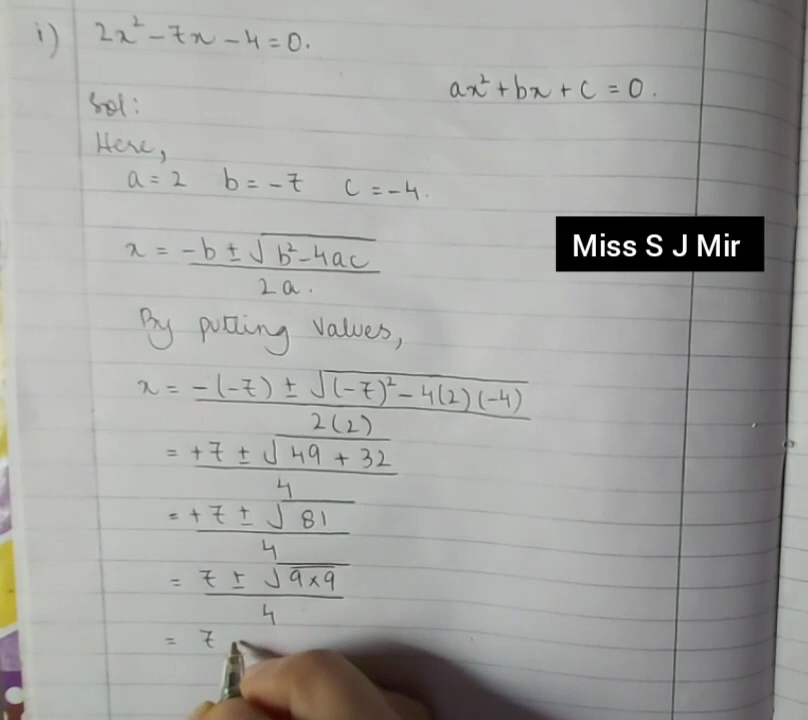 i) 2x² - 7x - 4 = 0.
ax² + bx + c = 0.
Sol:
Here,
a = 2 b = -7 c = -4.
Miss S J Mir
x = -b ± √b² - 4ac
2a.
By putting values,
x = -(-7) ± √(-7)² - 4(2)(-4)
2(2)
= +7 ± √49 + 32
4
= +7 ± √81
4
= 7 ± √9×9
4
= 7